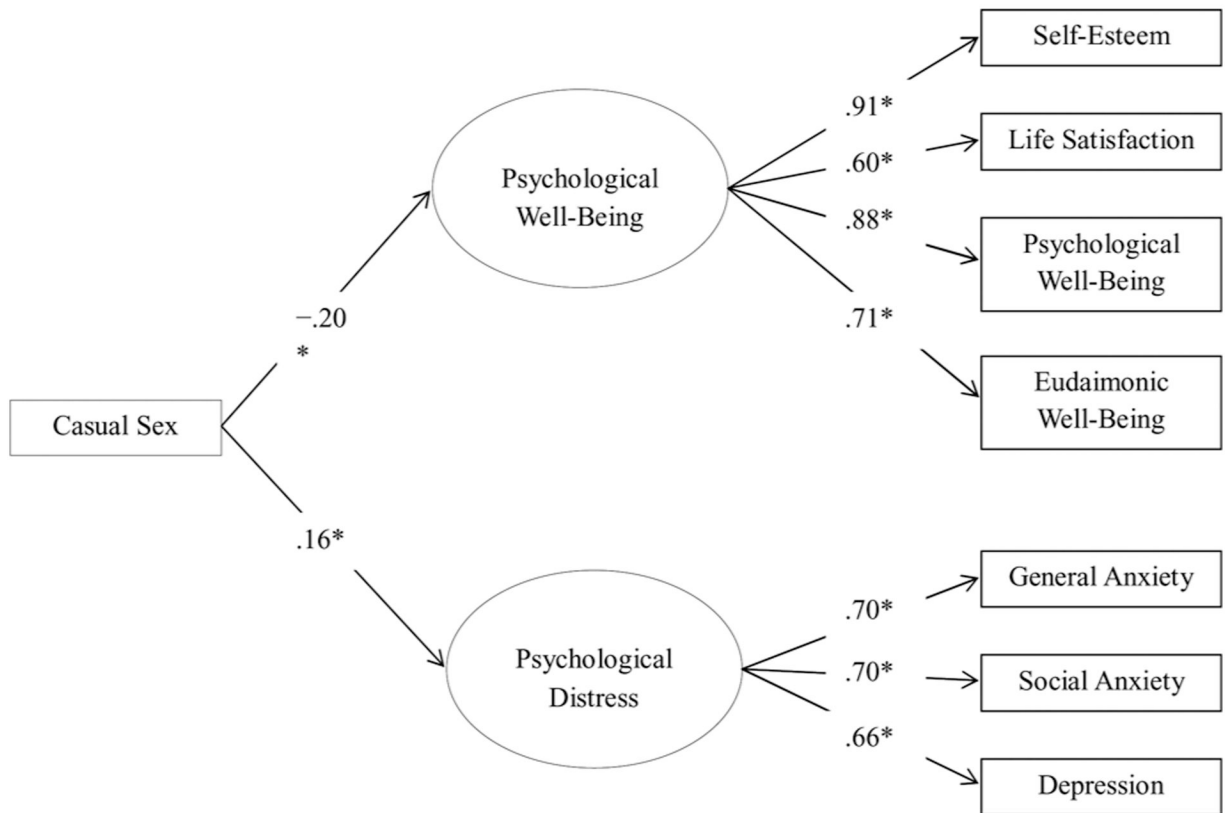 Self-Esteem
.91*
Life Satisfaction
.60*
Psychological
Well-Being
.88*
Psychological
Well-Being
−.20
*
.71*
Eudaimonic
Well-Being
Casual Sex
.16*
General Anxiety
.70*
Psychological
Distress
.70*
Social Anxiety
.66*
Depression